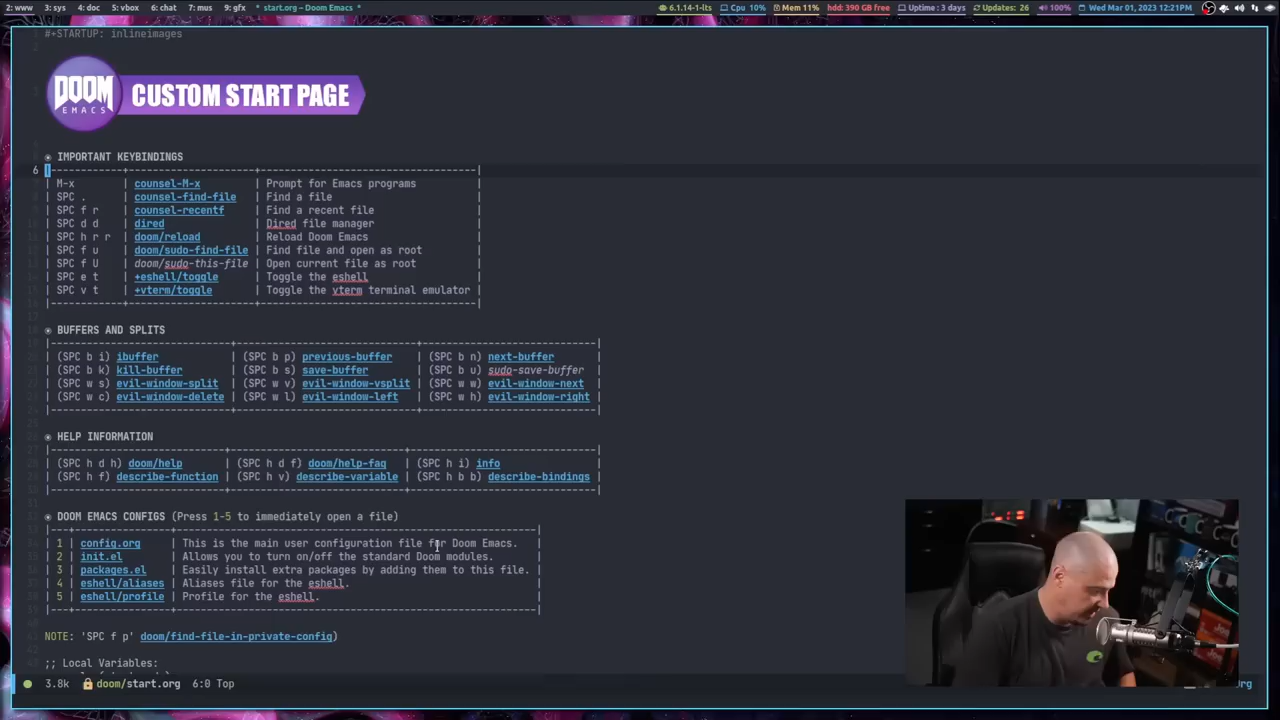 2: www 3: sys 4: doc 5: vbox 6: chat 7: mus 9: gfx * start.org – Doom Emacs * 6.1.14-1-lts Cpu 10% Mem 11% hdd: 390 GB free Uptime : 3 days Updates: 26 100% Wed Mar 01, 2023 12:21PM
#+STARTUP: inlineimages
DOOM EMACS CUSTOM START PAGE
IMPORTANT KEYBINDINGS
6 |------------+---------------------+------------------------------------|
| M-x | counsel-M-x | Prompt for Emacs programs |
| SPC . | counsel-find-file | Find a file |
| SPC f r | counsel-recentf | Find a recent file |
| SPC d d | dired | Dired file manager |
| SPC h r r | doom/reload | Reload Doom Emacs |
| SPC f u | doom/sudo-find-file | Find file and open as root |
| SPC f U | doom/sudo-this-file | Open current file as root |
| SPC e t | +eshell/toggle | Toggle the eshell |
| SPC v t | +vterm/toggle | Toggle the vterm terminal emulator |
BUFFERS AND SPLITS
| (SPC b i) ibuffer | (SPC b p) previous-buffer | (SPC b n) next-buffer |
| (SPC b k) kill-buffer | (SPC b s) save-buffer | (SPC b u) sudo-save-buffer |
| (SPC w s) evil-window-split | (SPC w v) evil-window-vsplit | (SPC w w) evil-window-next |
| (SPC w c) evil-window-delete | (SPC w l) evil-window-left | (SPC w h) evil-window-right |
HELP INFORMATION
| (SPC h d h) doom/help | (SPC h d f) doom/help-faq | (SPC h i) info |
| (SPC h f) describe-function | (SPC h v) describe-variable | (SPC h b b) describe-bindings |
DOOM EMACS CONFIGS (Press 1-5 to immediately open a file)
| 1 | config.org | This is the main user configuration file for Doom Emacs. |
| 2 | init.el | Allows you to turn on/off the standard Doom modules. |
| 3 | packages.el | Easily install extra packages by adding them to this file. |
| 4 | eshell/aliases | Aliases file for the eshell. |
| 5 | eshell/profile | Profile for the eshell. |
NOTE: 'SPC f p' doom/find-file-in-private-config)
;; Local Variables:
3.8k doom/start.org 6:0 Top